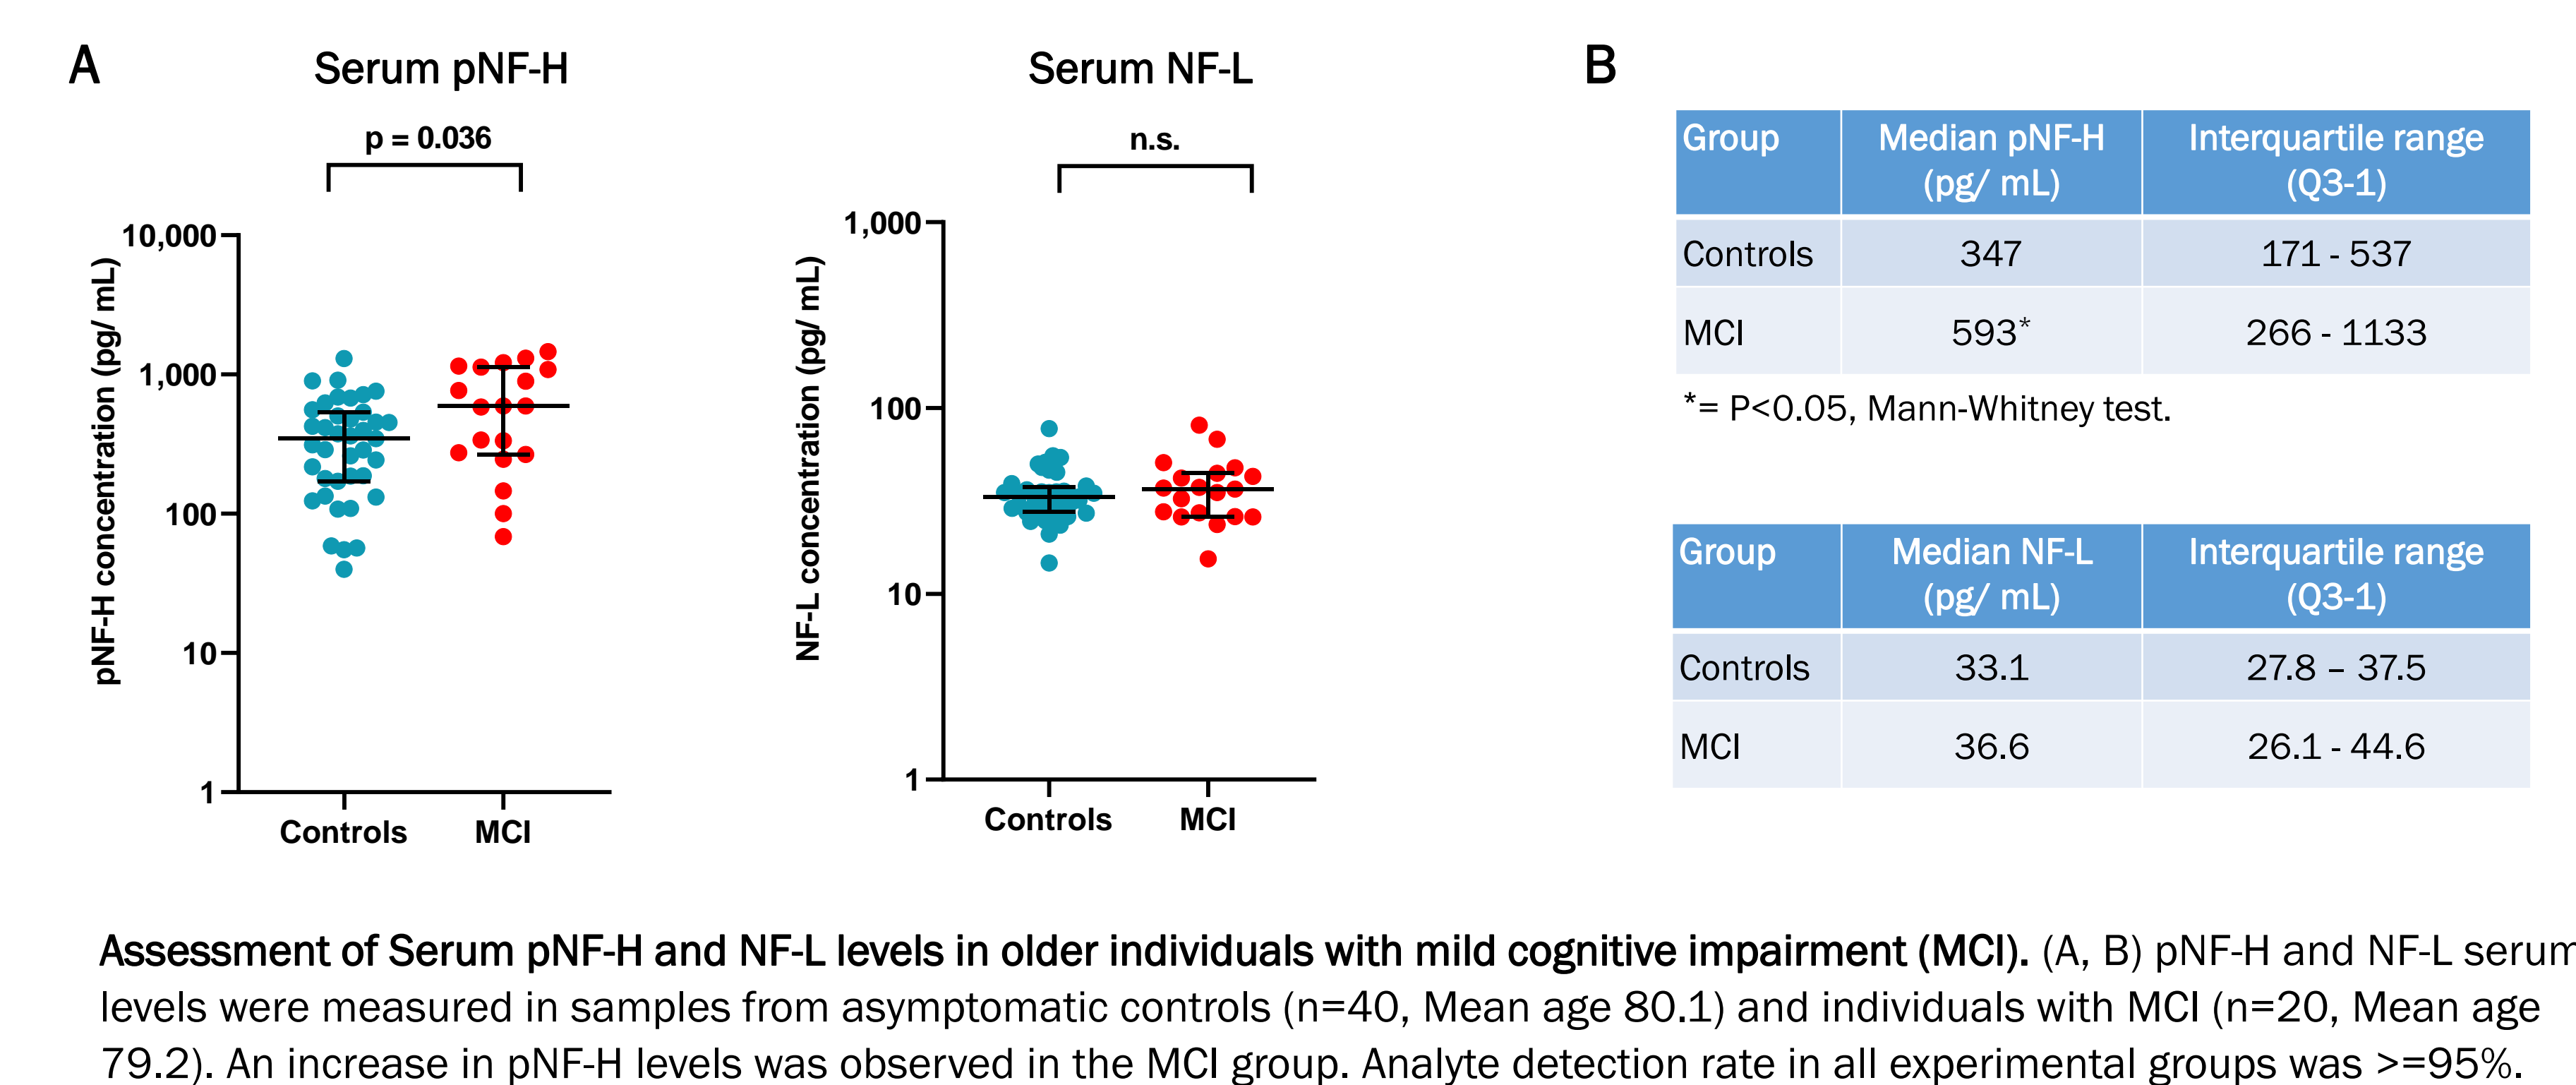 A
Serum pNF-H
p = 0.036
pNF-H concentration (pg/ mL)
10,000
1,000
100
10
1
Controls MCI
Serum NF-L
n.s.
NF-L concentration (pg/ mL)
1,000
100
10
1
Controls MCI
B
Group Median pNF-H (pg/ mL) Interquartile range (Q3-1)
Controls 347 171 - 537
MCI 593* 266 - 1133
*= P<0.05, Mann-Whitney test.
Group Median NF-L (pg/ mL) Interquartile range (Q3-1)
Controls 33.1 27.8 – 37.5
MCI 36.6 26.1 - 44.6
Assessment of Serum pNF-H and NF-L levels in older individuals with mild cognitive impairment (MCI). (A, B) pNF-H and NF-L serum
levels were measured in samples from asymptomatic controls (n=40, Mean age 80.1) and individuals with MCI (n=20, Mean age
79.2). An increase in pNF-H levels was observed in the MCI group. Analyte detection rate in all experimental groups was >=95%.